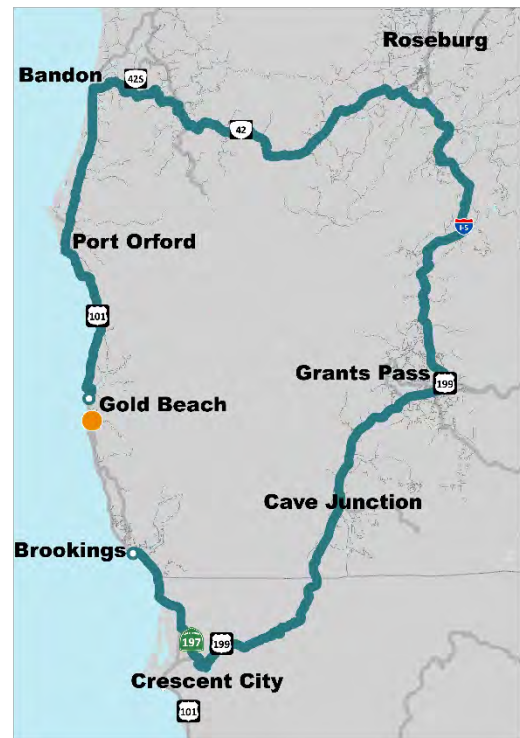 Roseburg
Bandon
42S
42
I-5
Port Orford
101
Grants Pass
199
Gold Beach
Cave Junction
Brookings
197
199
Crescent City
101